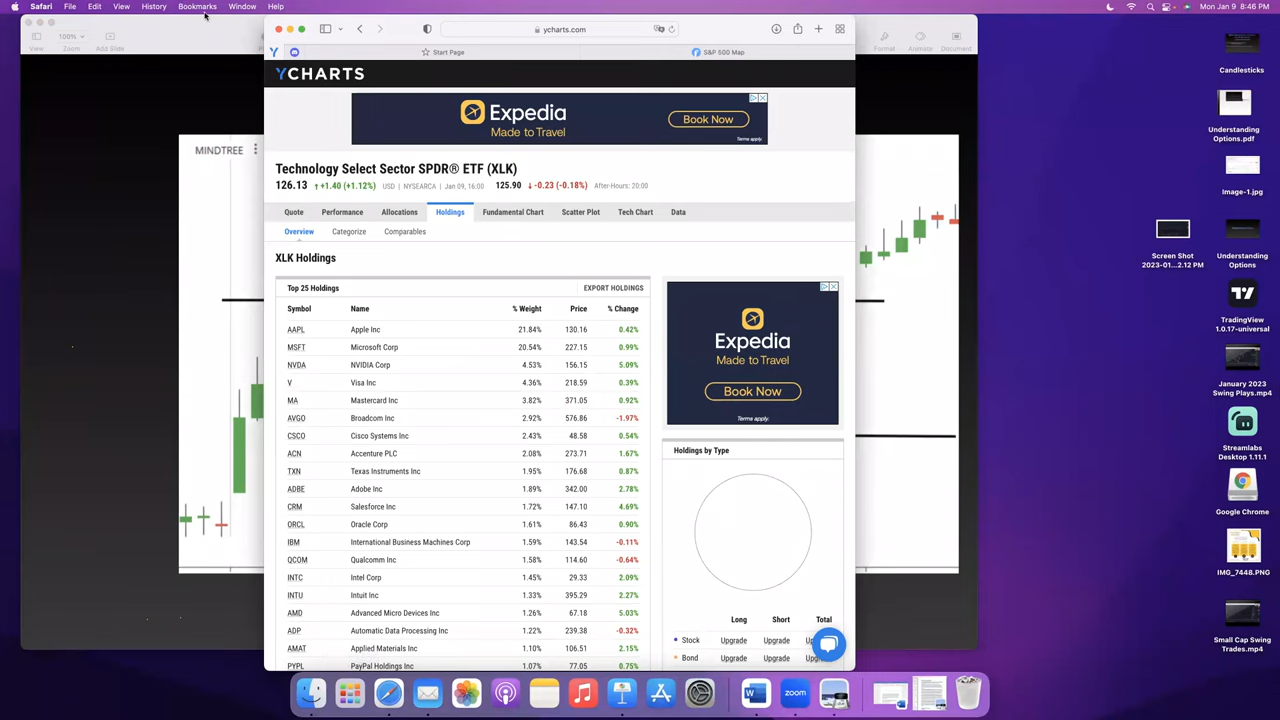 Safari File Edit View History Bookmarks Window Help
Mon Jan 9 8:46 PM
100%
View Zoom Add Slide
Format Animate Document
ycharts.com
Start Page
S&P 500 Map
YCHARTS
Expedia
Made to Travel
Book Now
Terms apply.
Technology Select Sector SPDR® ETF (XLK)
126.13 +1.40 (+1.12%) USD | NYSEARCA | Jan 09, 16:00 125.90 -0.23 (-0.18%) After-Hours: 20:00
Quote Performance Allocations Holdings Fundamental Chart Scatter Plot Tech Chart Data
Overview Categorize Comparables
XLK Holdings
Top 25 Holdings EXPORT HOLDINGS
Symbol Name % Weight Price % Change
AAPL Apple Inc 21.84% 130.16 0.42%
MSFT Microsoft Corp 20.54% 227.15 0.99%
NVDA NVIDIA Corp 4.53% 156.15 5.09%
V Visa Inc 4.36% 218.59 0.39%
MA Mastercard Inc 3.82% 371.05 0.92%
AVGO Broadcom Inc 2.92% 576.86 -1.97%
CSCO Cisco Systems Inc 2.43% 48.58 0.54%
ACN Accenture PLC 2.08% 273.71 1.67%
TXN Texas Instruments Inc 1.95% 176.68 0.87%
ADBE Adobe Inc 1.89% 342.00 2.78%
CRM Salesforce Inc 1.72% 147.10 4.69%
ORCL Oracle Corp 1.61% 86.43 0.90%
IBM International Business Machines Corp 1.59% 143.54 -0.11%
QCOM Qualcomm Inc 1.58% 114.60 -0.64%
INTC Intel Corp 1.45% 29.33 2.09%
INTU Intuit Inc 1.33% 395.29 2.27%
AMD Advanced Micro Devices Inc 1.26% 67.18 5.03%
ADP Automatic Data Processing Inc 1.22% 239.38 -0.32%
AMAT Applied Materials Inc 1.10% 106.51 2.15%
PYPL PayPal Holdings Inc 1.07% 77.05 0.75%
Expedia
Made to Travel
Book Now
Terms apply.
Holdings by Type
Long Short Total
Stock Upgrade Upgrade
Bond Upgrade Upgrade
MINDTREE
Candlesticks
Understanding
Options.pdf
Image-1.jpg
Screen Shot
2023-01...2.12 PM
Understanding
Options
TradingView
1.0.17-universal
January 2023
Swing Plays.mp4
Streamlabs
Desktop 1.11.1
Google Chrome
IMG_7448.PNG
Small Cap Swing
Trades.mp4
zoom